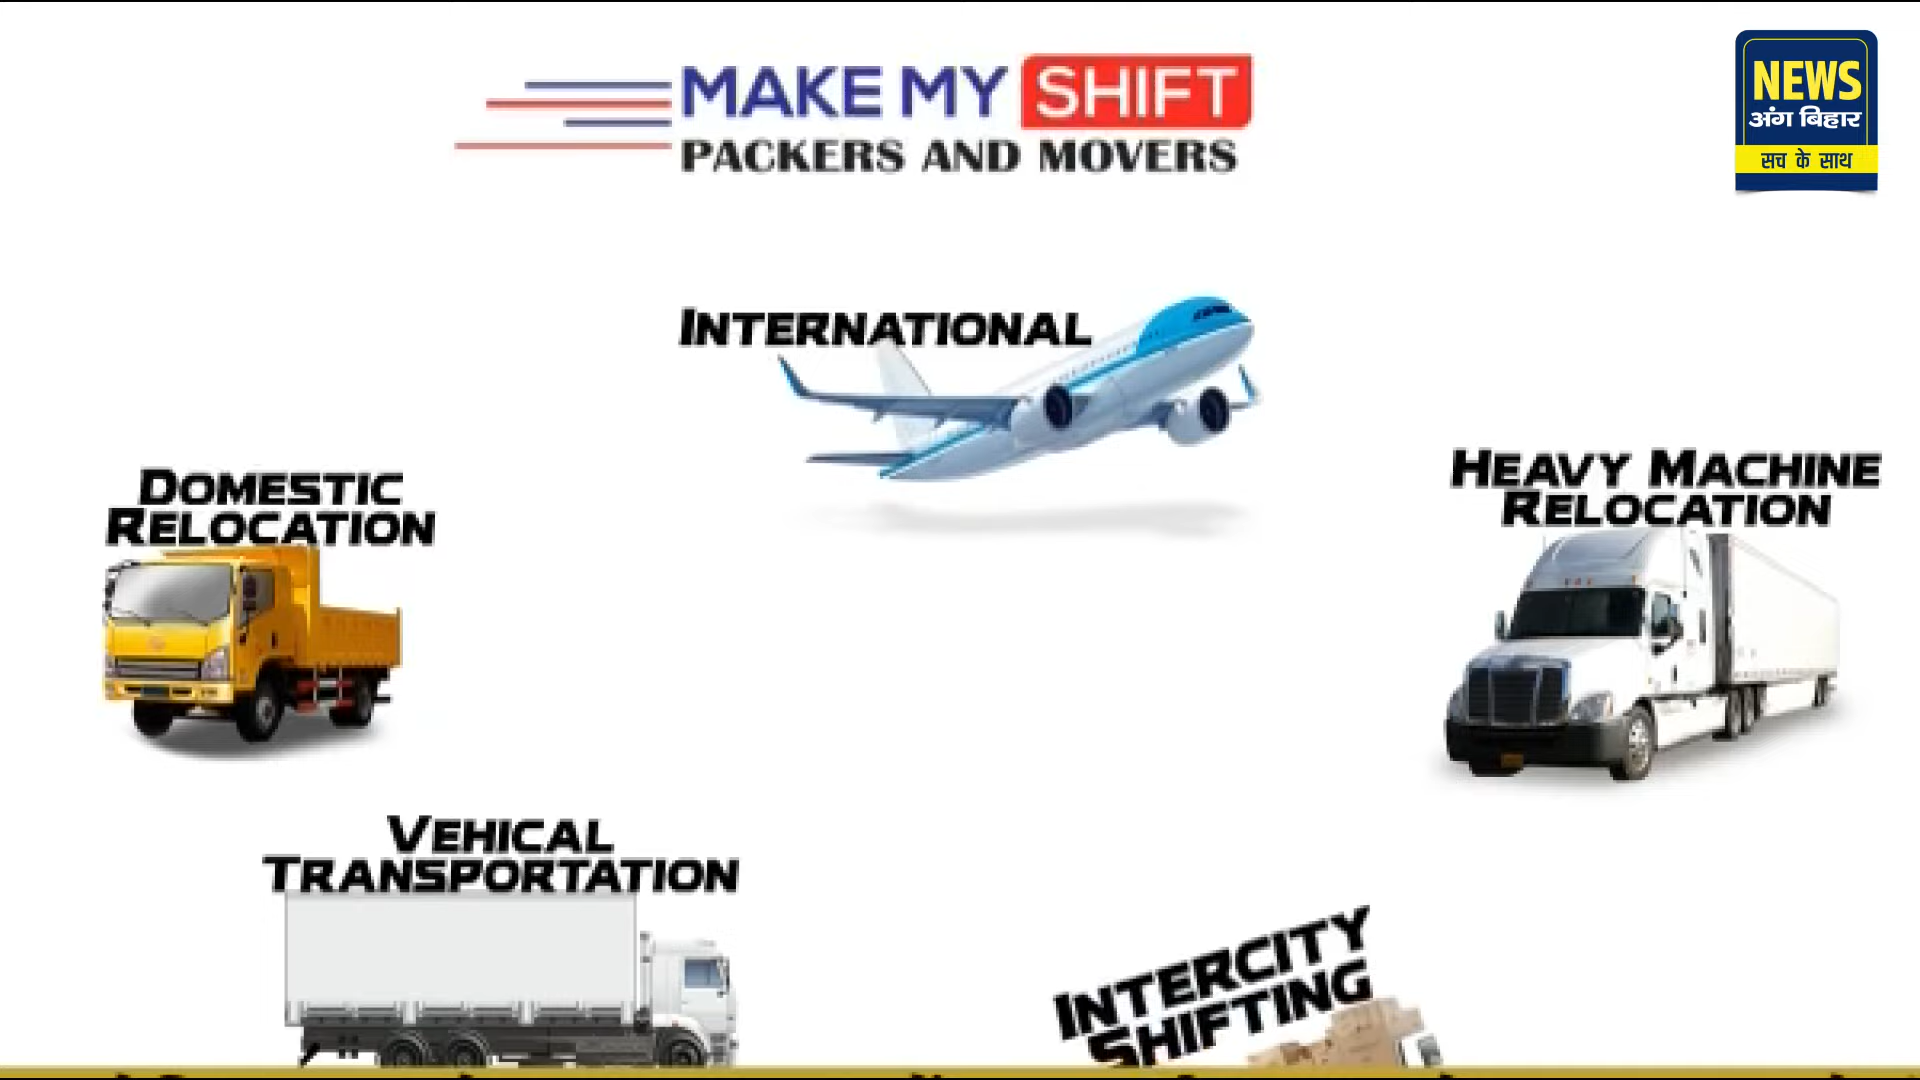 MAKE MY SHIFT
PACKERS AND MOVERS
NEWS
अंग बिहार
सच के साथ
INTERNATIONAL
DOMESTIC
RELOCATION
HEAVY MACHINE
RELOCATION
VEHICAL
TRANSPORTATION
INTERCITY
SHIFTING